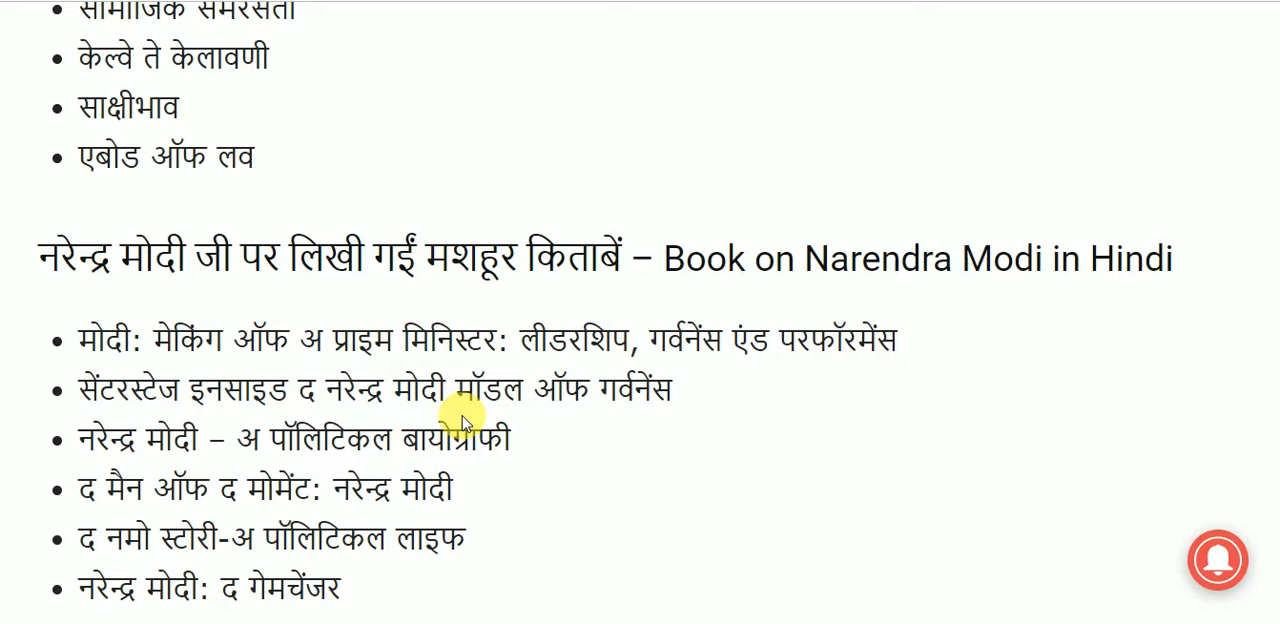 सामाजिक समरसता
केल्वे ते केलावणी
साक्षीभाव
एबोड ऑफ लव
नरेन्द्र मोदी जी पर लिखी गईं मशहूर किताबें – Book on Narendra Modi in Hindi
मोदी: मेकिंग ऑफ अ प्राइम मिनिस्टर: लीडरशिप, गर्वनेंस एंड परफॉरमेंस
सेंटरस्टेज इनसाइड द नरेन्द्र मोदी मॉडल ऑफ गर्वनेंस
नरेन्द्र मोदी – अ पॉलिटिकल बायोग्राफी
द मैन ऑफ द मोमेंट: नरेन्द्र मोदी
द नमो स्टोरी-अ पॉलिटिकल लाइफ
नरेन्द्र मोदी: द गेमचेंजर